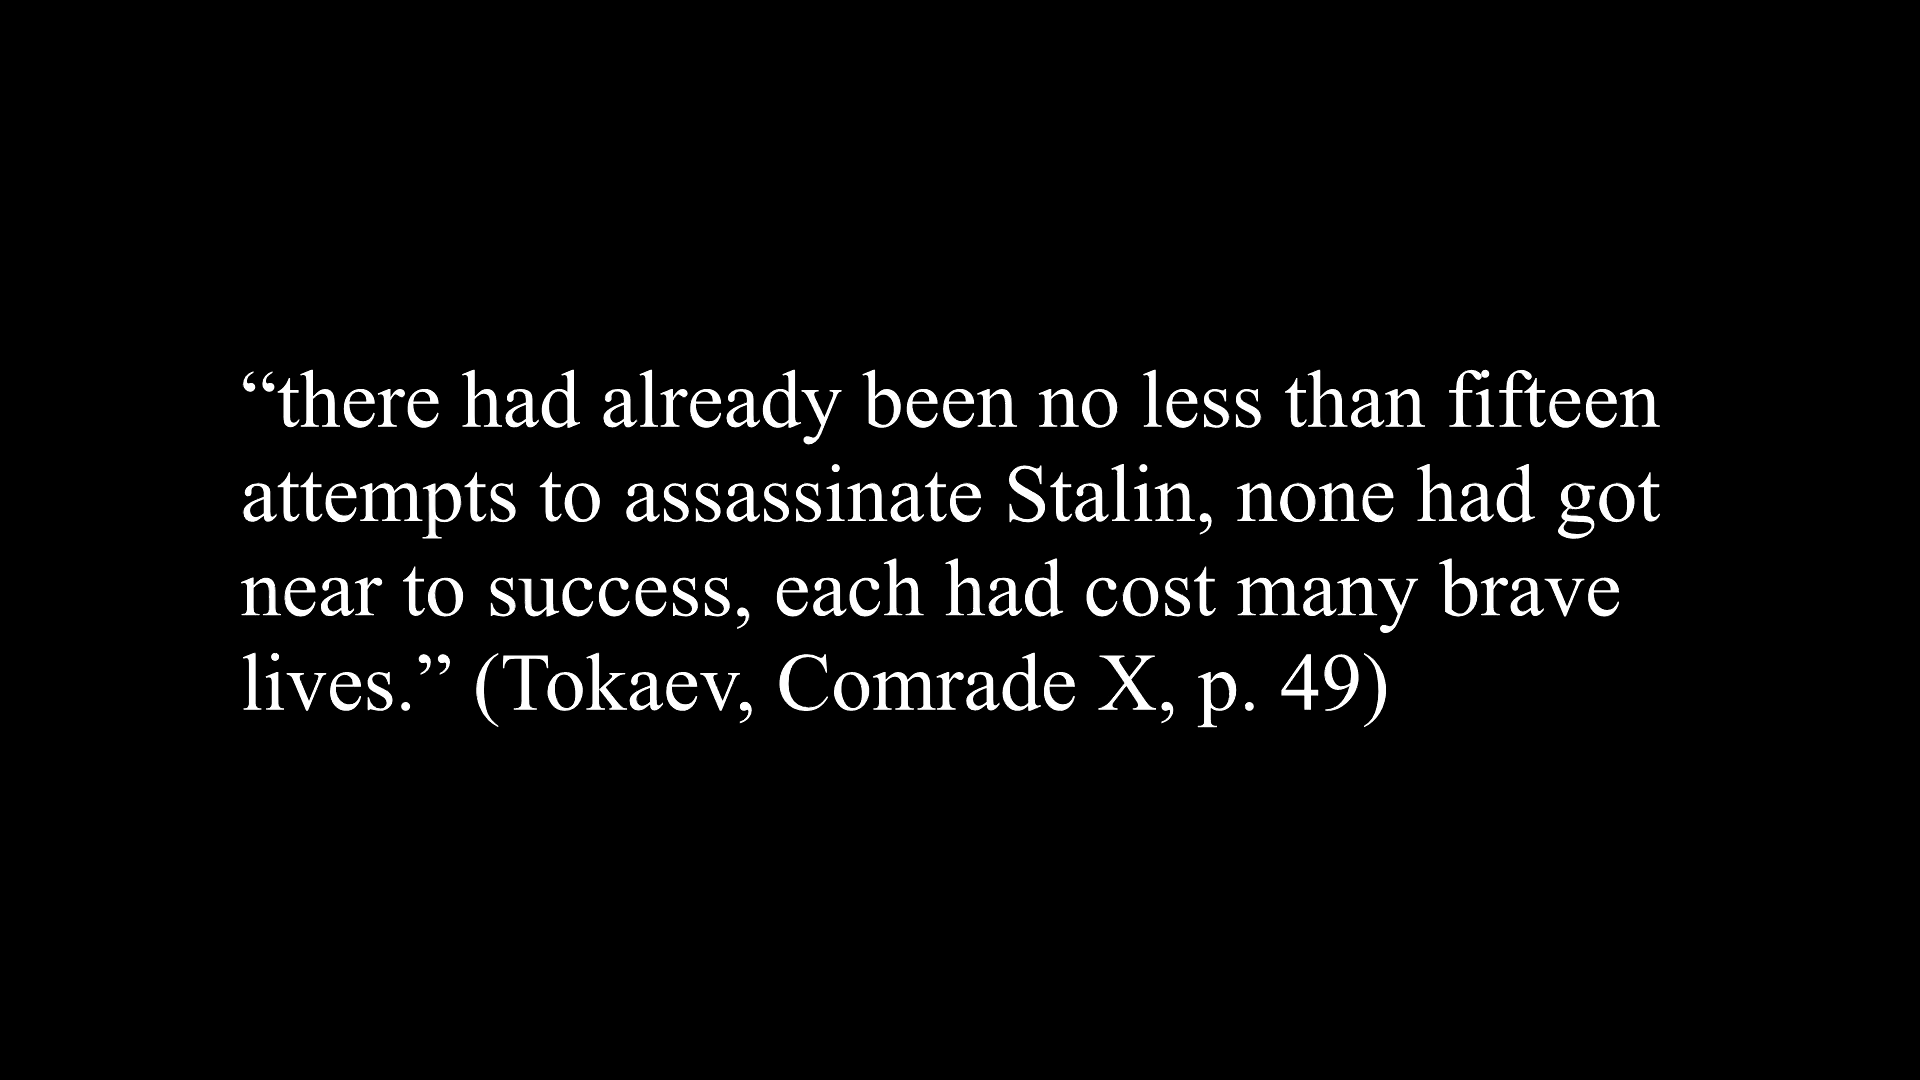 “there had already been no less than fifteen
attempts to assassinate Stalin, none had got
near to success, each had cost many brave
lives.” (Tokaev, Comrade X, p. 49)